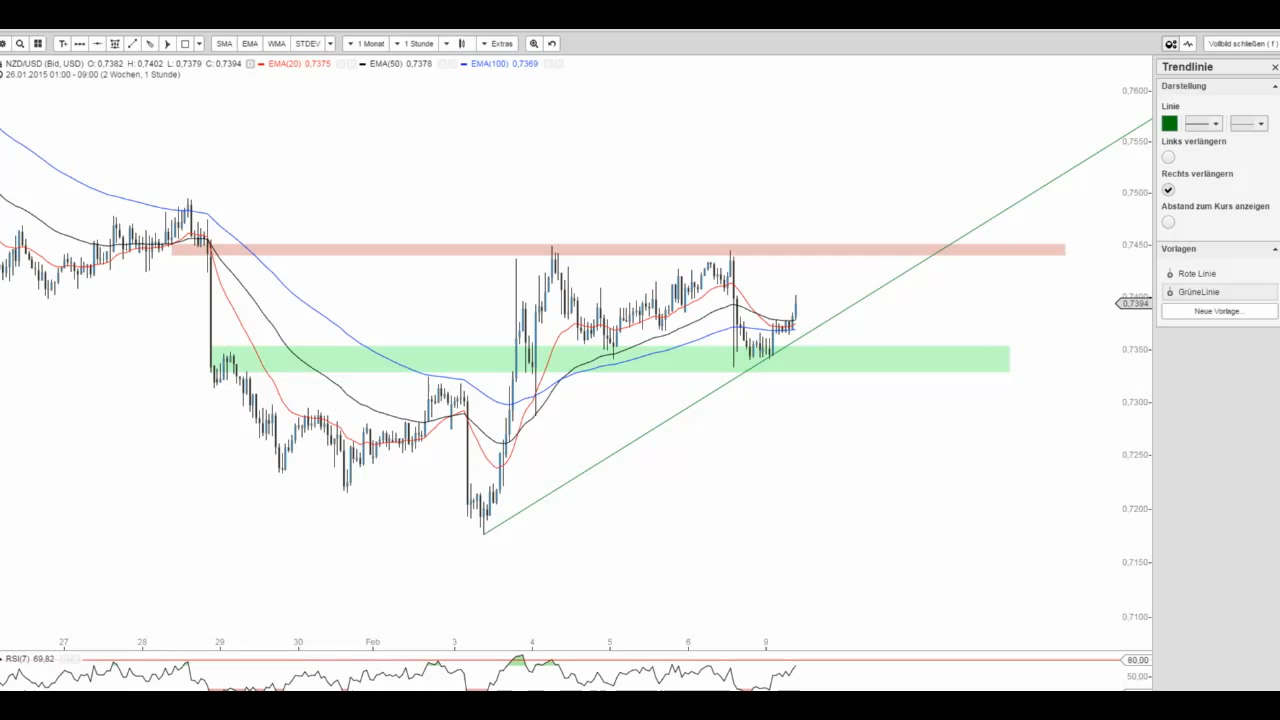 T+ SMA EMA WMA STDEV 1 Monat 1 Stunde Extras Vollbild schließen ( f )
NZD/USD (Bid, USD) O: 0,7382 H: 0,7402 L: 0,7379 C: 0,7394 EMA(20) 0,7375 EMA(50) 0,7378 EMA(100) 0,7369
26.01.2015 01:00 - 09:00 (2 Wochen, 1 Stunde)
Trendlinie
Darstellung
Linie
Links verlängern
Rechts verlängern
Abstand zum Kurs anzeigen
Vorlagen
Rote Linie
GrüneLinie
Neue Vorlage...
0,7600
0,7550
0,7500
0,7450
0,7400
0,7394
0,7350
0,7300
0,7250
0,7200
0,7150
0,7100
27 28 29 30 Feb 3 4 5 6 9
RSI(7) 69,82
80,00
50,00